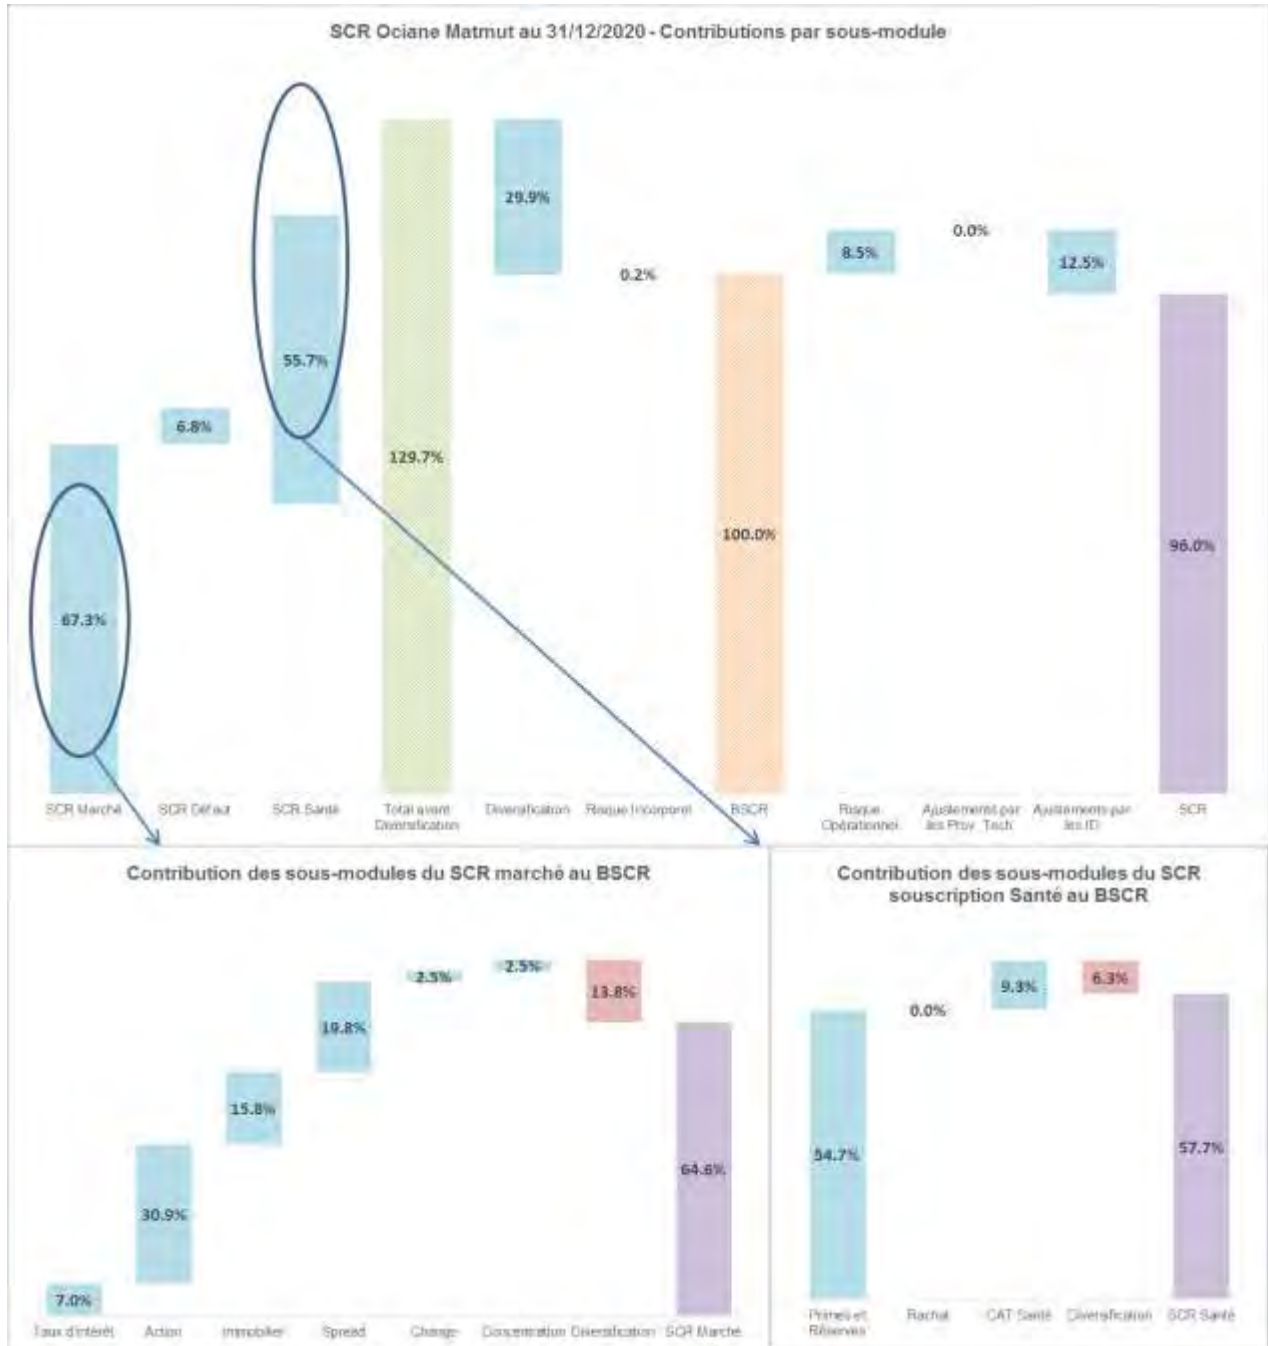 SCR Ociane Matmut au 31/12/2020 - Contributions par sous-module
29.9%
0.2%
8.5%
0.0%
12.5%
55.7%
6.8%
129.7%
100.0%
96.0%
67.3%
SCR Marché
SCR Défaut
SCR Santé
Total avant
Diversification
Diversification
Risque Incorporel
BSCR
Risque
Opérationnel
Ajustements par
les Prov. Tech
Ajustements par
les ID
SCR
Contribution des sous-modules du SCR marché au BSCR
2.5%
2.5%
13.8%
19.8%
15.8%
64.6%
30.9%
7.0%
Taux d'intérêt
Action
Immobilier
Spread
Change
Concentration
Diversification
SCR Marché
Contribution des sous-modules du SCR
souscription Santé au BSCR
9.3%
6.3%
0.0%
54.7%
57.7%
Primes et
Réserves
Rachat
CAT Santé
Diversification
SCR Santé